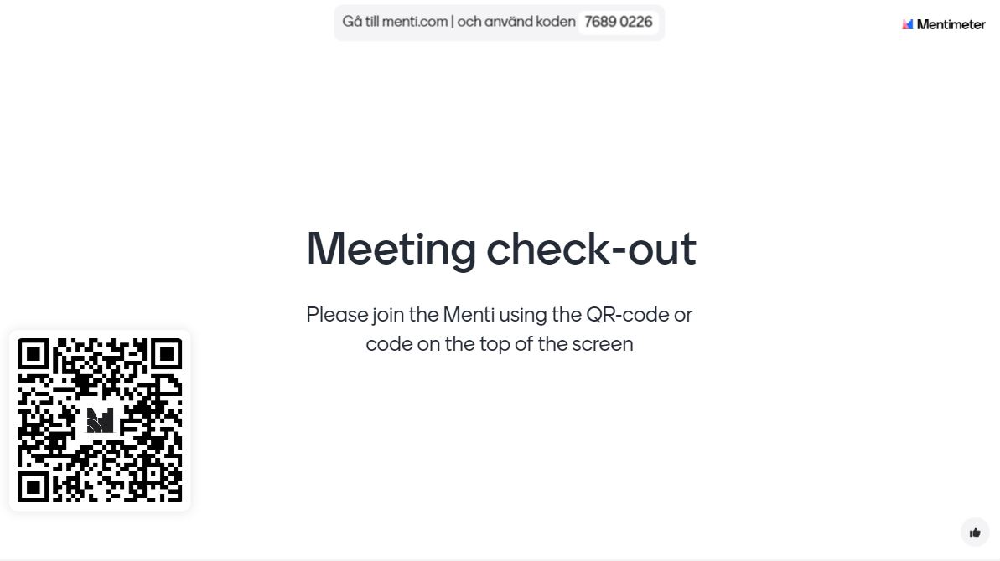 Gå till menti.com | och använd koden 7689 0226
Mentimeter
Meeting check-out
Please join the Menti using the QR-code or
code on the top of the screen